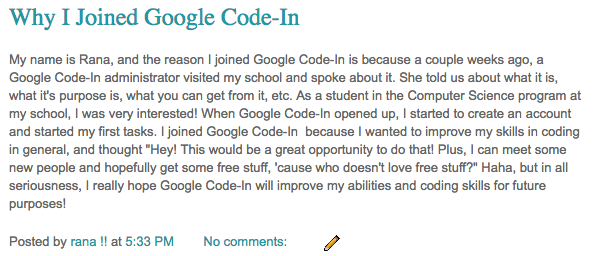 Why I Joined Google Code-In
My name is Rana, and the reason I joined Google Code-In is because a couple weeks ago, a
Google Code-In administrator visited my school and spoke about it. She told us about what it is,
what it's purpose is, what you can get from it, etc. As a student in the Computer Science program at
my school, I was very interested! When Google Code-In opened up, I started to create an account
and started my first tasks. I joined Google Code-In  because I wanted to improve my skills in coding
in general, and thought "Hey! This would be a great opportunity to do that! Plus, I can meet some
new people and hopefully get some free stuff, 'cause who doesn't love free stuff?" Haha, but in all
seriousness, I really hope Google Code-In will improve my abilities and coding skills for future
purposes!
Posted by rana !! at 5:33 PM No comments: